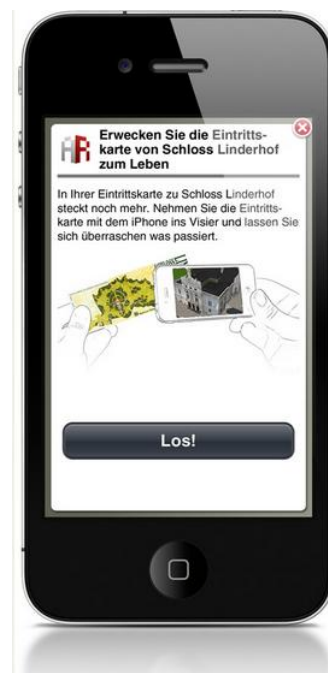 AR
Erwecken Sie die Eintritts-
karte von Schloss Linderhof
zum Leben
In Ihrer Eintrittskarte zu Schloss Linderhof
steckt noch mehr. Nehmen Sie die Eintritts-
karte mit dem iPhone ins Visier und lassen Sie
sich überraschen was passiert.
Los!